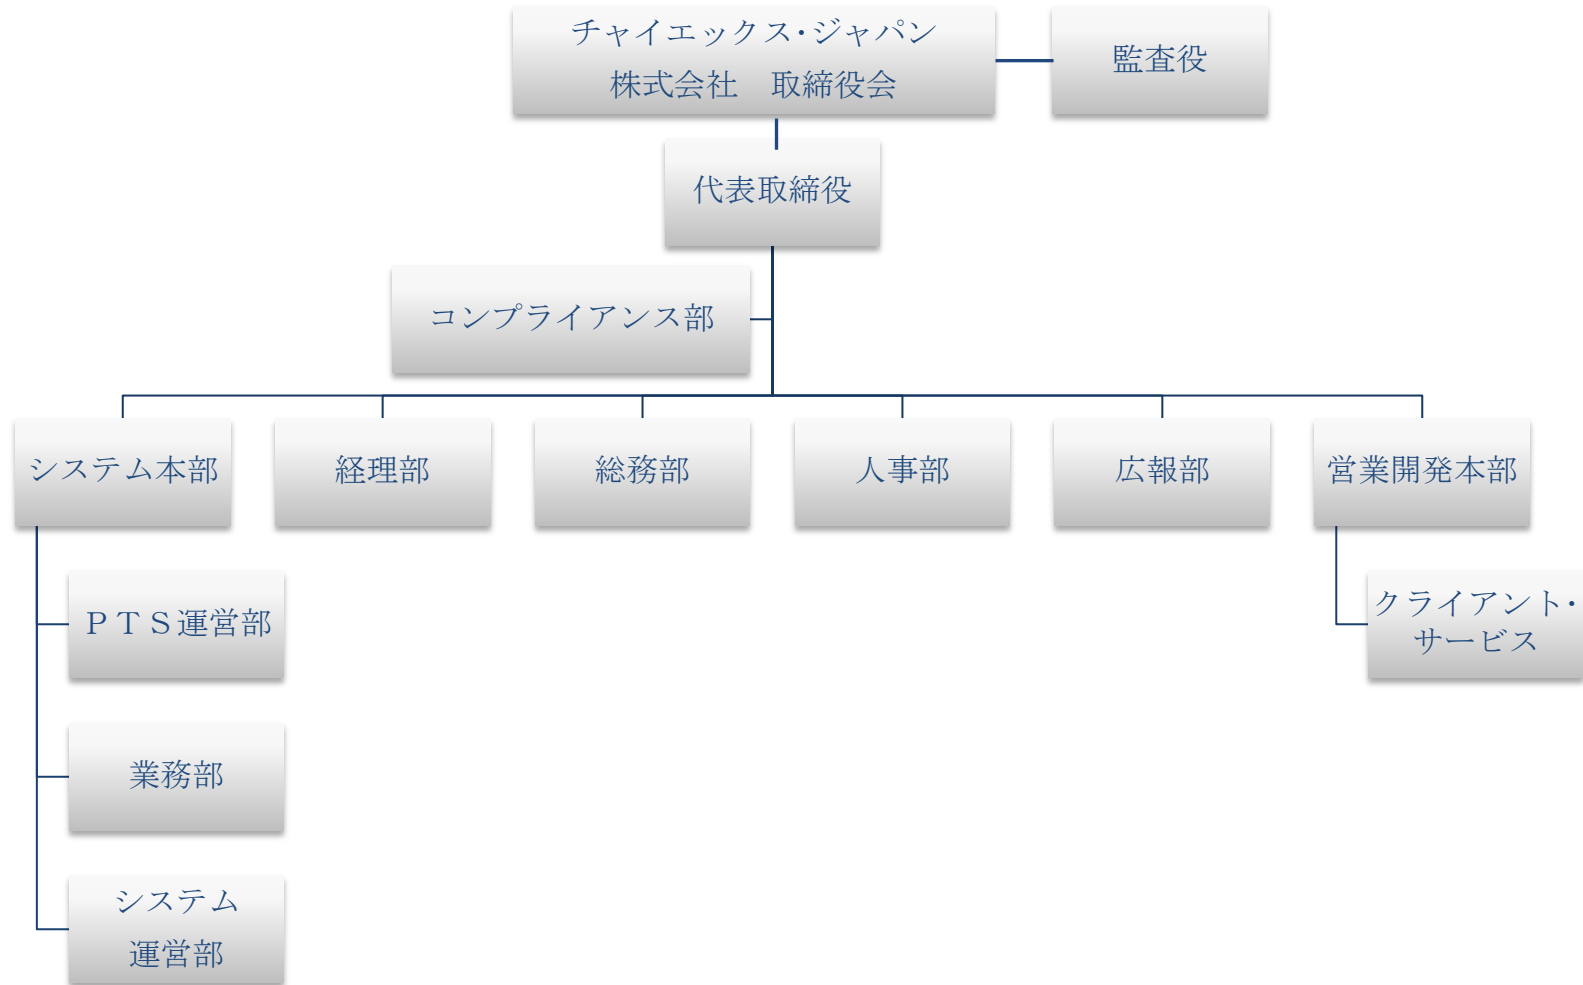 チャイエックス・ジャパン
株式会社　取締役会
監査役
代表取締役
コンプライアンス部
システム本部
経理部
総務部
人事部
広報部
営業開発本部
ＰＴＳ運営部
クライアント・
サービス
業務部
システム
運営部